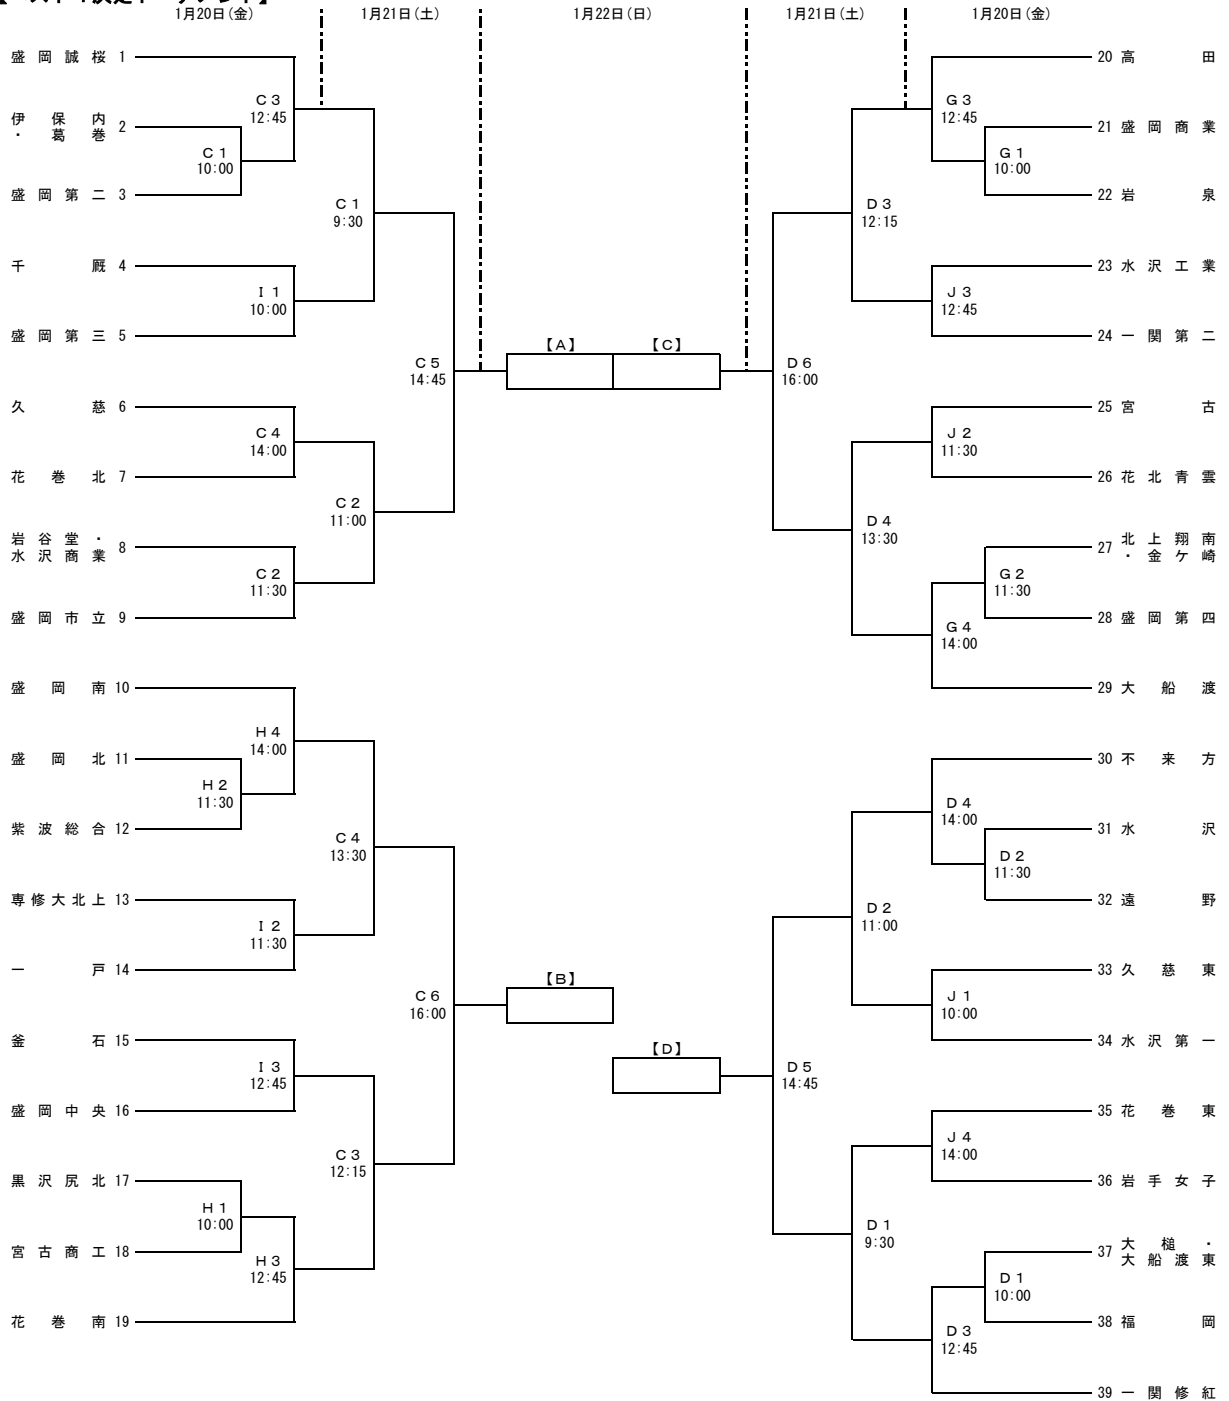 1月20日(金) 1月21日(土) 1月22日(日) 1月21日(土) 1月20日(金)
盛岡誠桜 1
C3
12:45
伊保内
・葛巻 2
C1
10:00
盛岡第二 3
C1
9:30
千厩 4
I1
10:00
盛岡第三 5
C5
14:45
久慈 6
C4
14:00
花巻北 7
C2
11:00
岩谷堂・
水沢商業 8
C2
11:30
盛岡市立 9
盛岡南 10
H4
14:00
盛岡北 11
H2
11:30
紫波総合 12
C4
13:30
専修大北上 13
I2
11:30
一戸 14
C6
16:00
釜石 15
I3
12:45
盛岡中央 16
C3
12:15
黒沢尻北 17
H1
10:00
宮古商工 18
H3
12:45
花巻南 19
【A】 【C】
【B】
【D】
20 高田
G3
12:45
21 盛岡商業
G1
10:00
22 岩泉
D3
12:15
23 水沢工業
J3
12:45
24 一関第二
D6
16:00
25 宮古
J2
11:30
26 花北青雲
D4
13:30
27 北上翔南
・金ケ崎
G2
11:30
28 盛岡第四
G4
14:00
29 大船渡
30 不来方
D4
14:00
31 水沢
D2
11:30
32 遠野
D2
11:00
33 久慈東
J1
10:00
34 水沢第一
D5
14:45
35 花巻東
J4
14:00
36 岩手女子
D1
9:30
37 大槌・
大船渡東
D1
10:00
38 福岡
D3
12:45
39 一関修紅